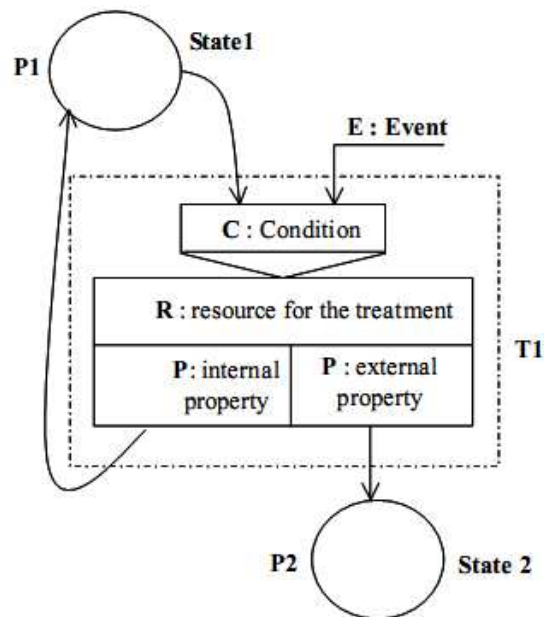 State1
P1
E : Event
C : Condition
R : resource for the treatment
T1
P : internal
property
P : external
property
P2
State 2